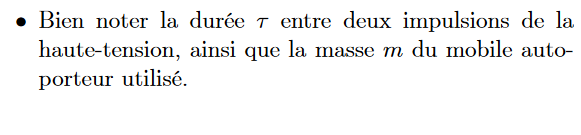 • Bien noter la durée τ entre deux impulsions de la
haute-tension, ainsi que la masse m du mobile auto-
porteur utilisé.